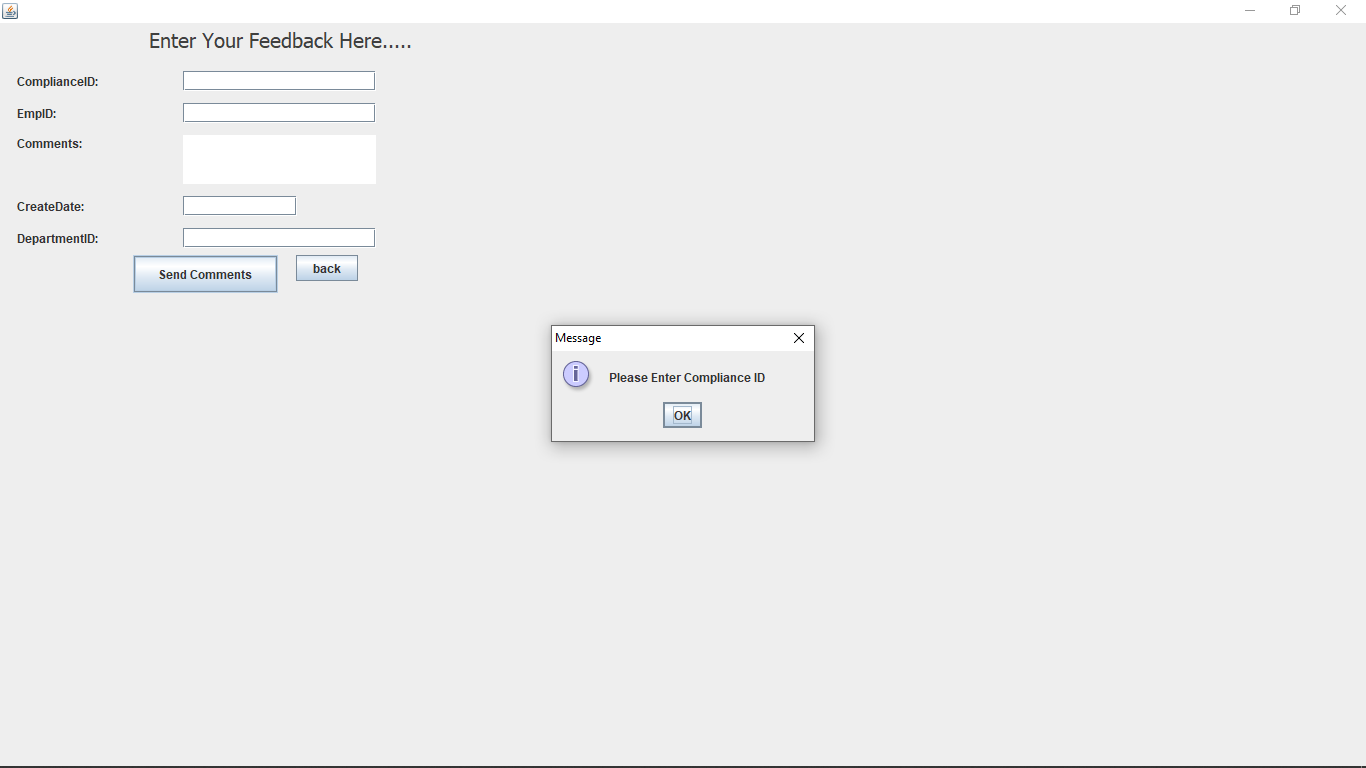 Enter Your Feedback Here.....
ComplianceID:
EmpID:
Comments:
CreateDate:
DepartmentID:
Send Comments
back
Message
i
Please Enter Compliance ID
OK